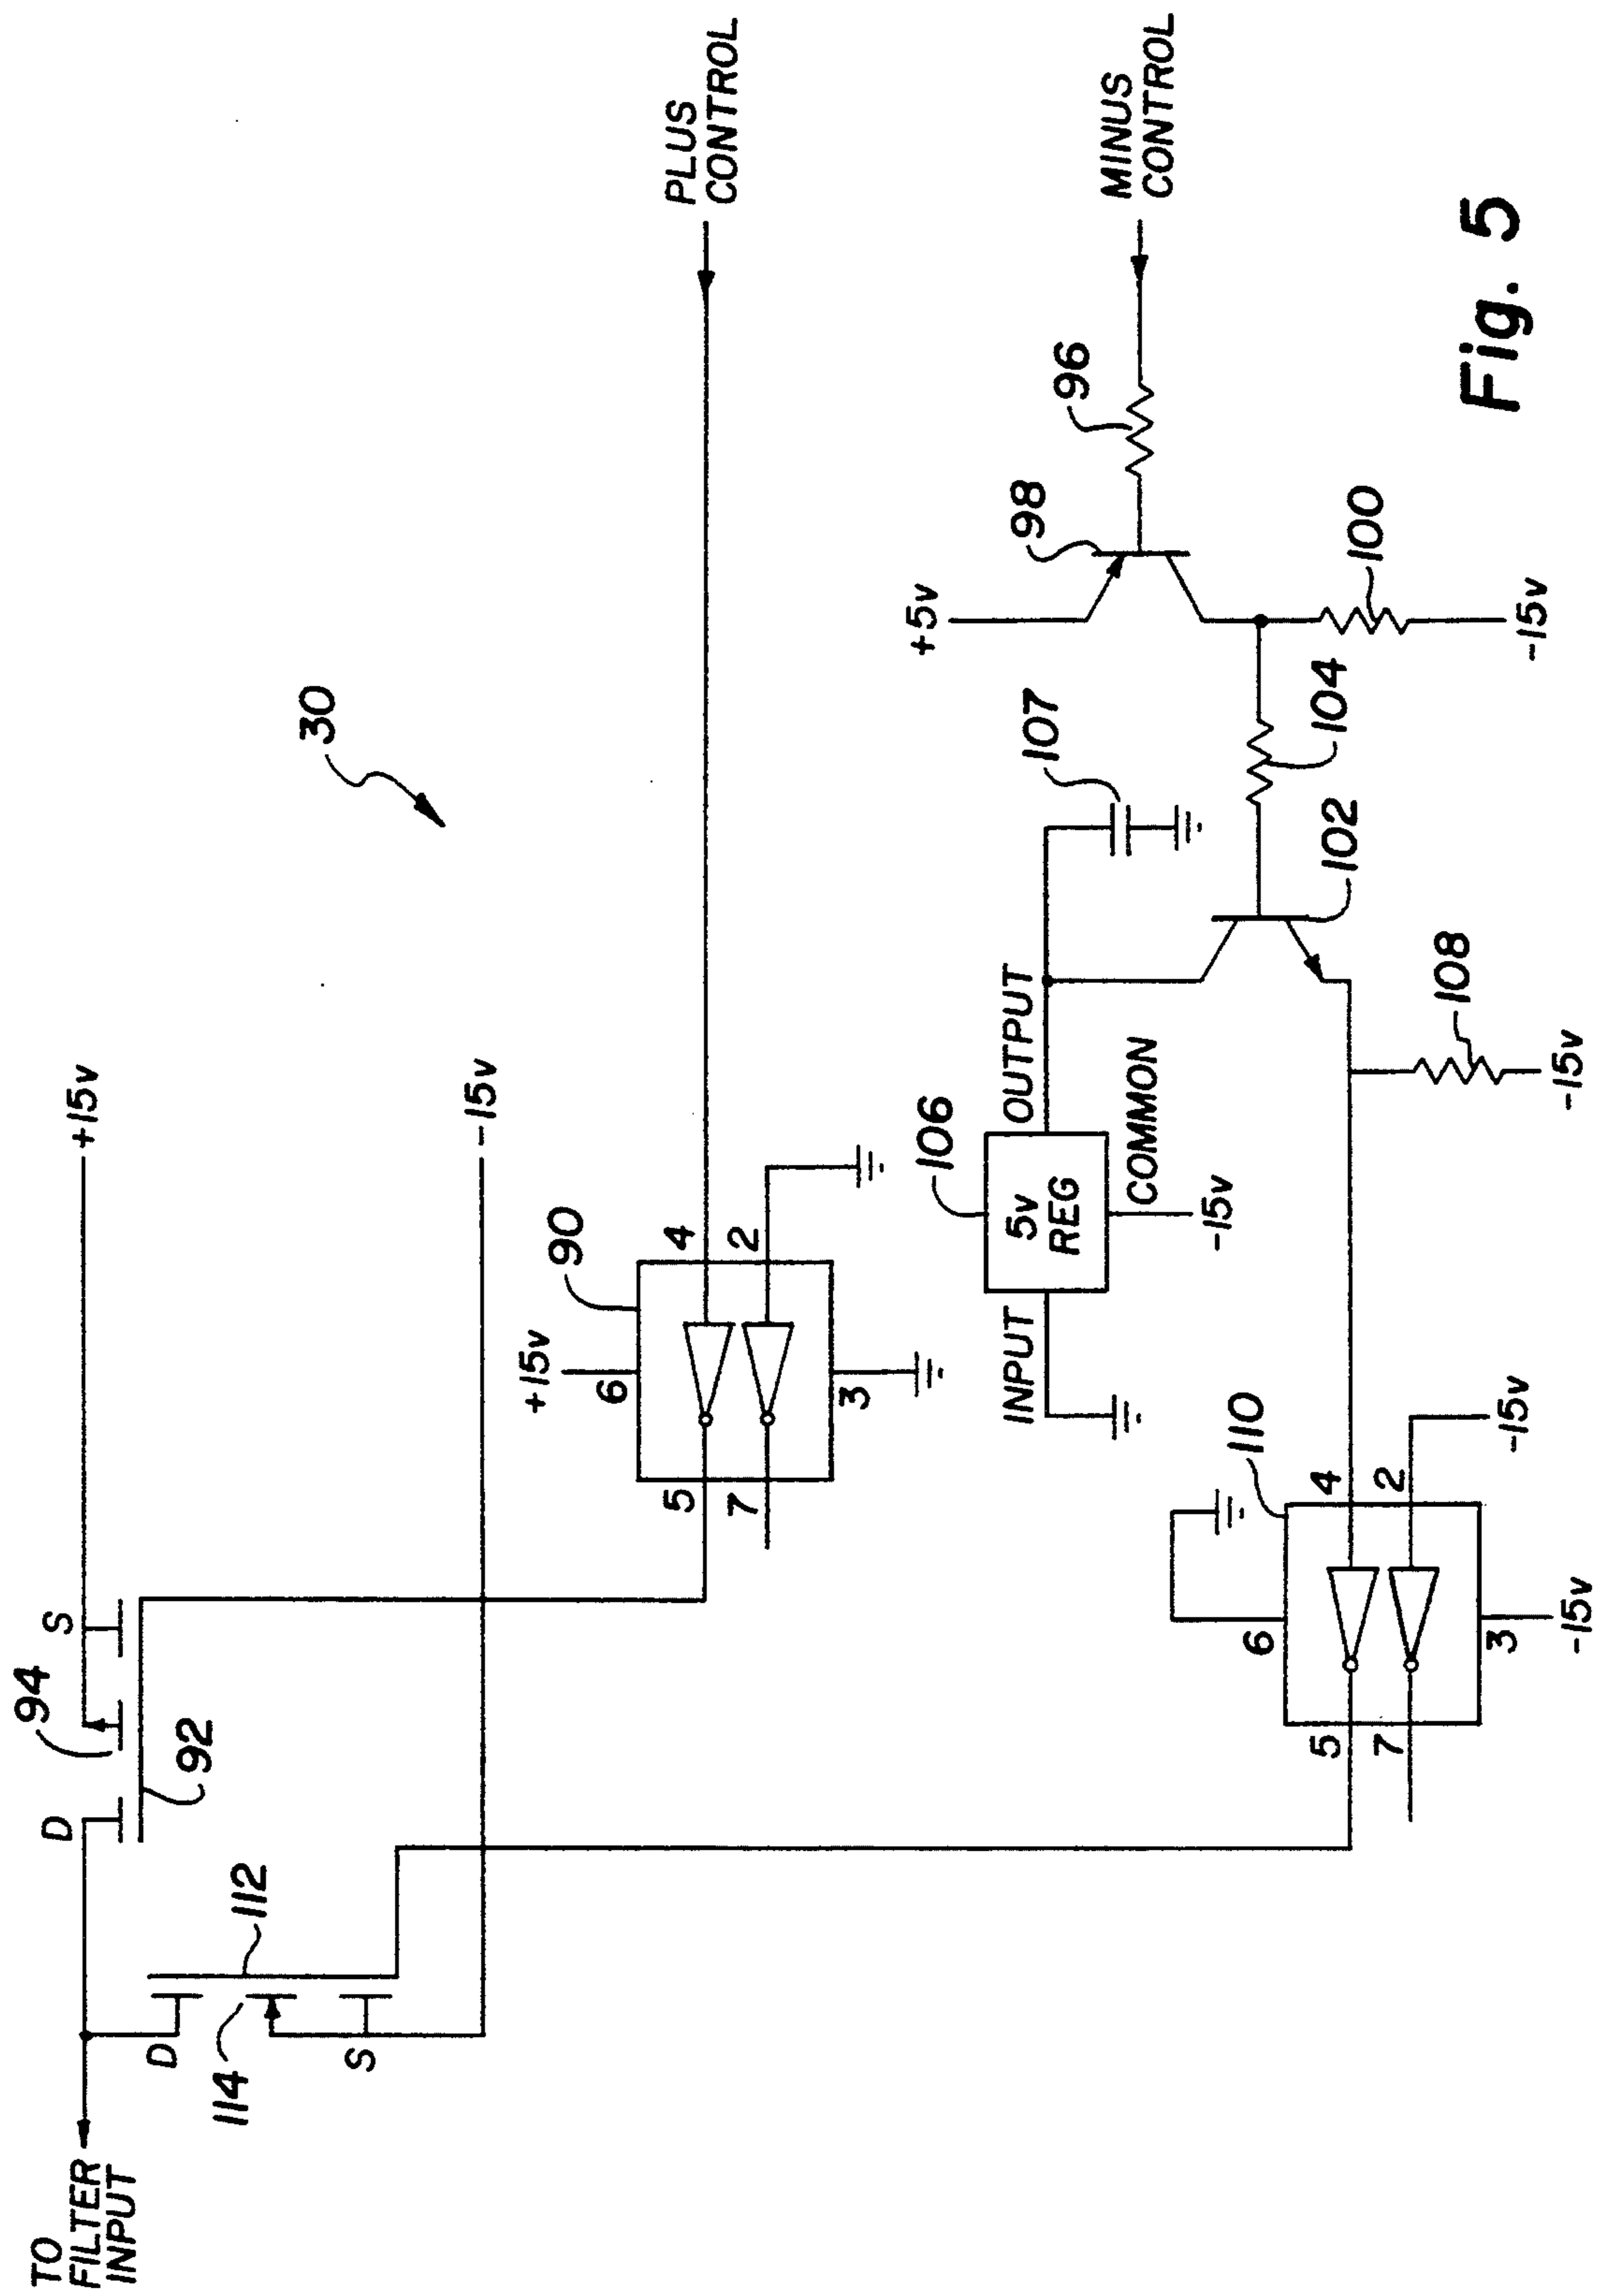 TO
FILTER
INPUT
D
94
S
+15v
92
112
114
D
S
-15v
30
PLUS
CONTROL
90
+15v
6
4
2
5
7
3
106
INPUT
5v
REG
OUTPUT
COMMON
-15v
107
+5v
98
96
MINUS
CONTROL
104
100
-15v
102
108
-15v
110
6
4
2
-15v
5
7
3
-15v
Fig. 5